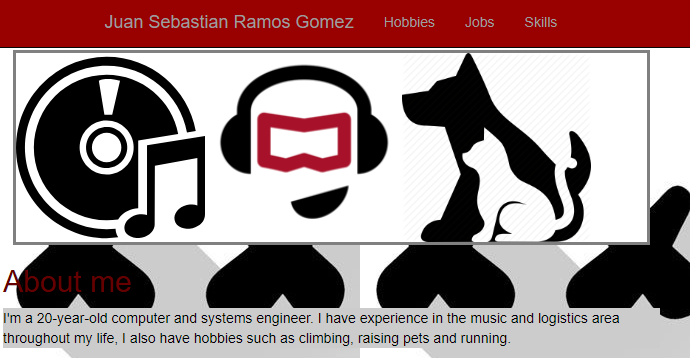 Juan Sebastian Ramos Gomez Hobbies Jobs Skills
About me
I'm a 20-year-old computer and systems engineer. I have experience in the music and logistics area
throughout my life, I also have hobbies such as climbing, raising pets and running.